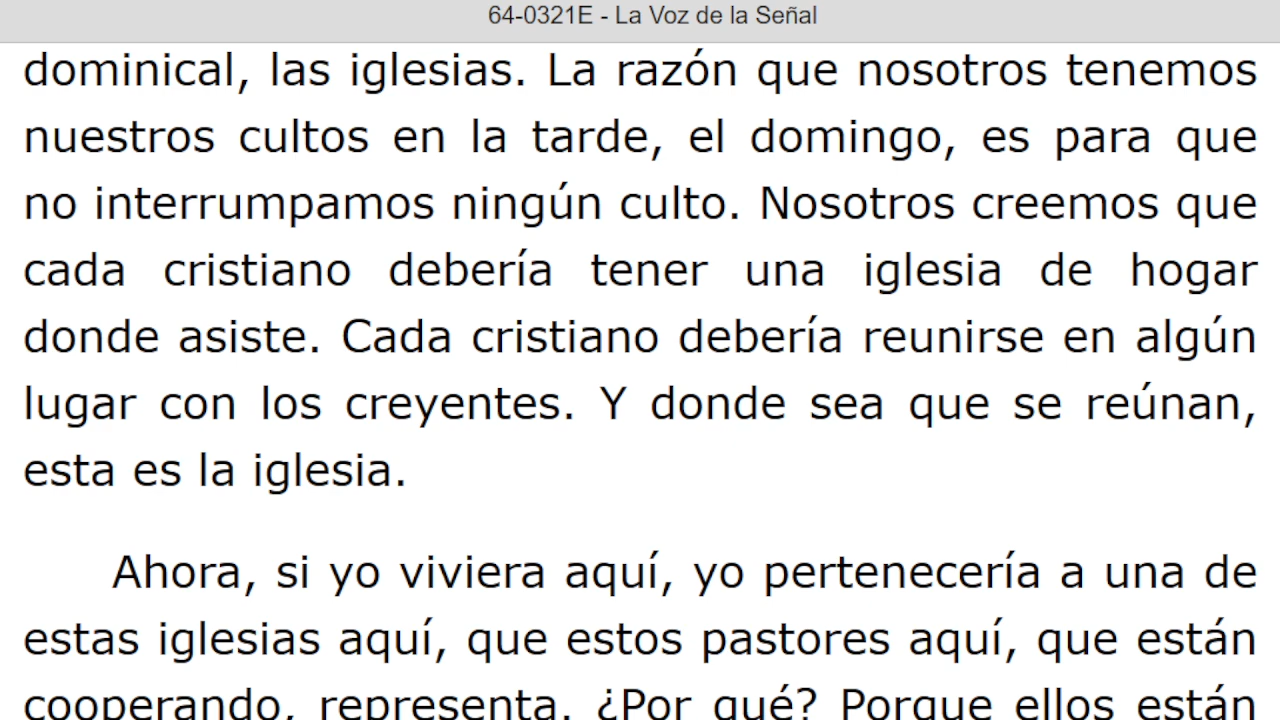 64-0321E - La Voz de la Señal
dominical, las iglesias. La razón que nosotros tenemos
nuestros cultos en la tarde, el domingo, es para que
no interrumpamos ningún culto. Nosotros creemos que
cada cristiano debería tener una iglesia de hogar
donde asiste. Cada cristiano debería reunirse en algún
lugar con los creyentes. Y donde sea que se reúnan,
esta es la iglesia.
Ahora, si yo viviera aquí, yo pertenecería a una de
estas iglesias aquí, que estos pastores aquí, que están
cooperando, representa. ¿Por qué? Porque ellos están